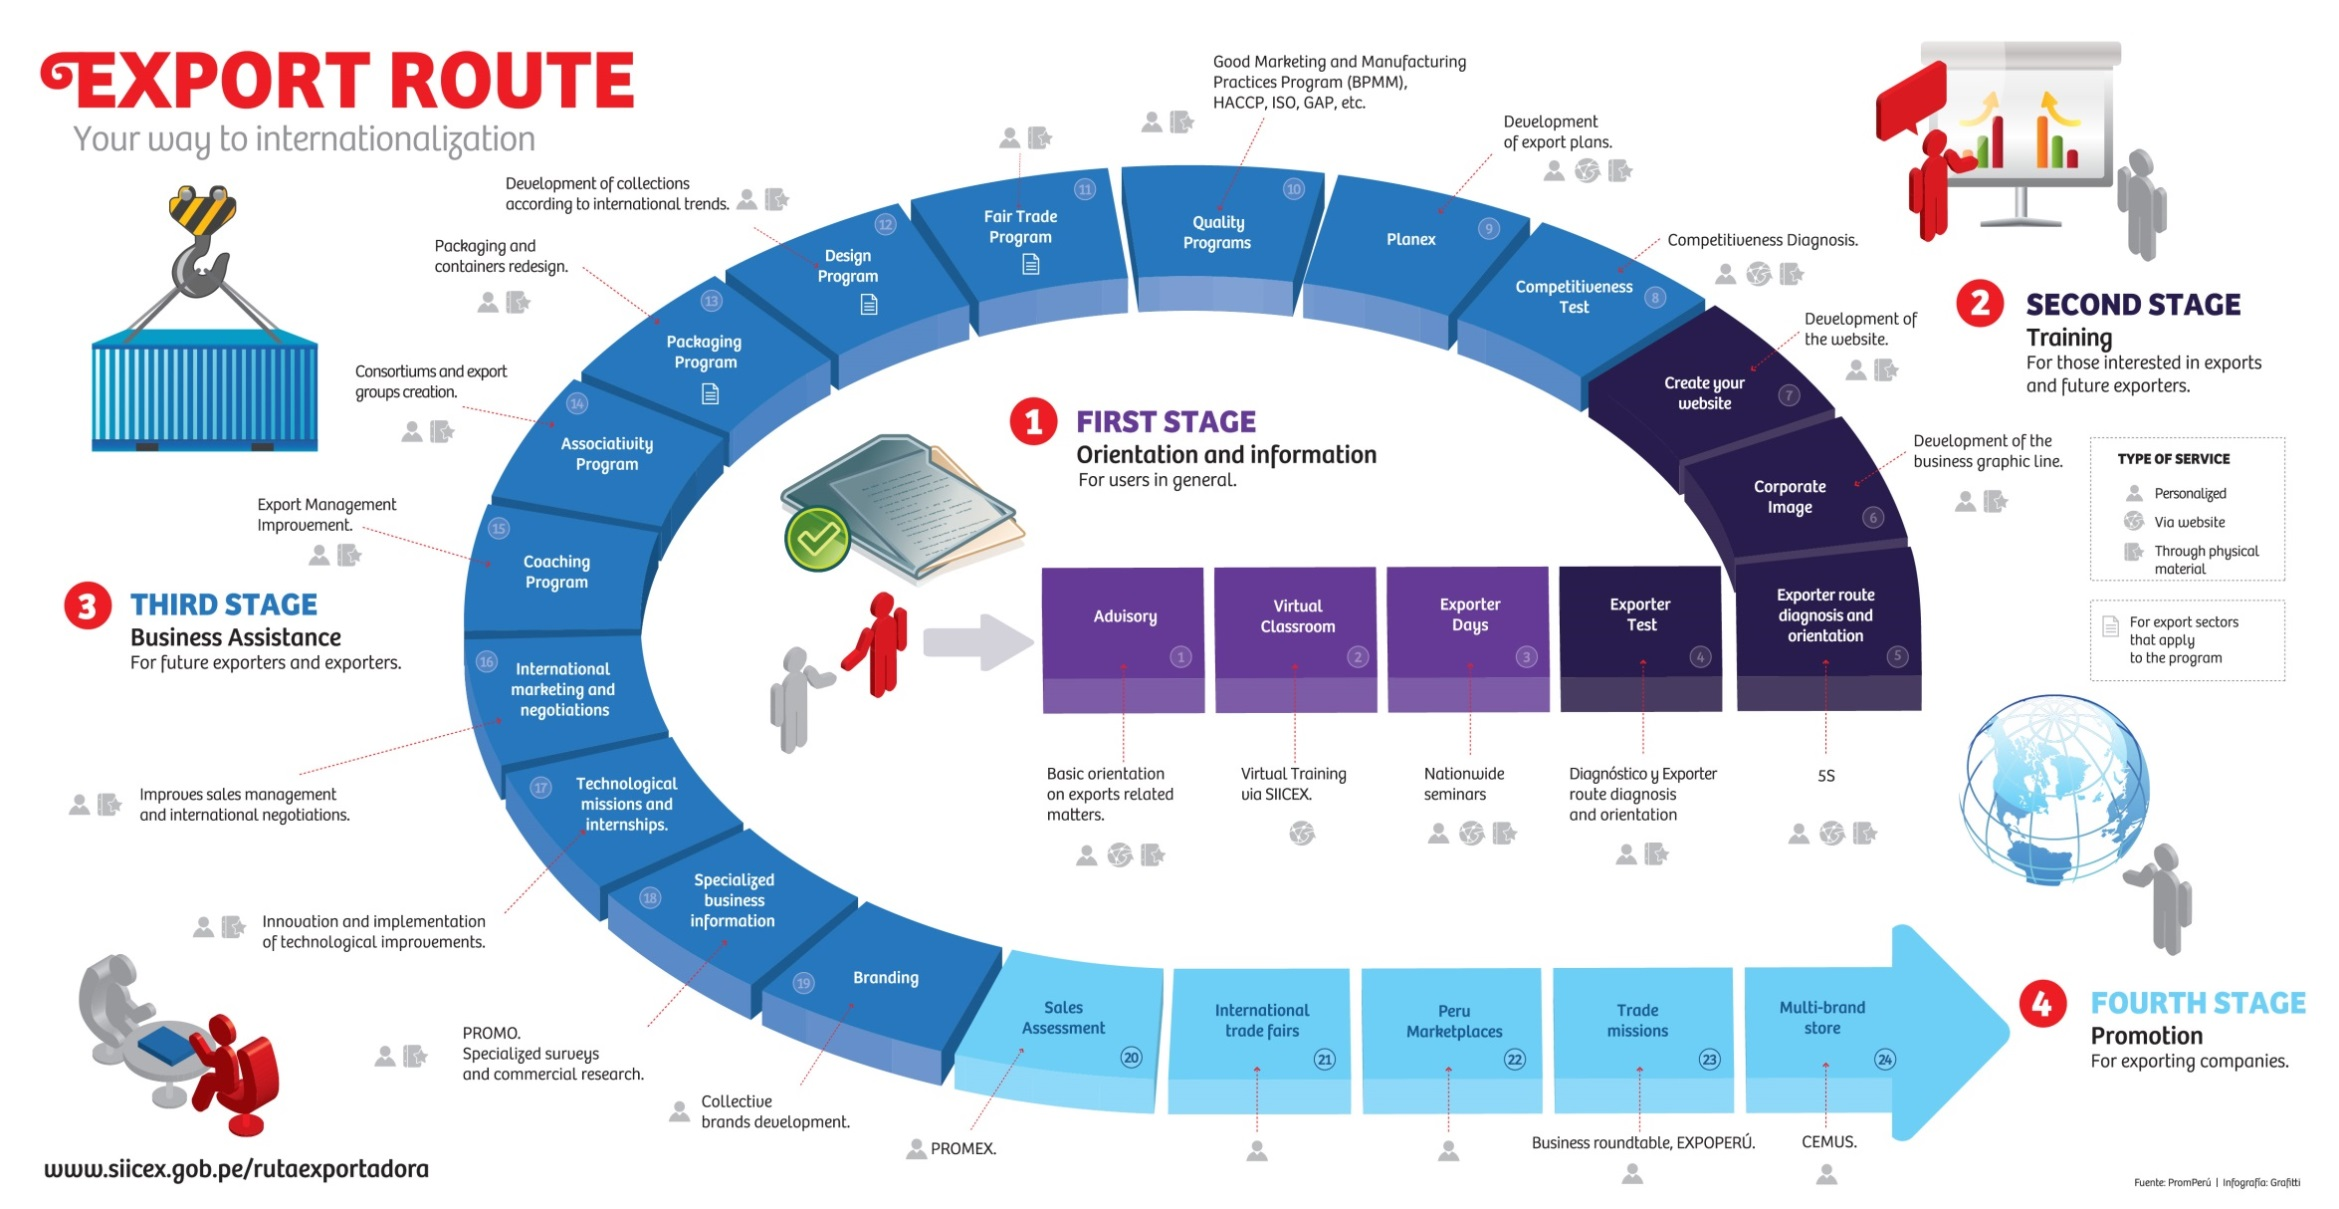 EXPORT ROUTE
Your way to internationalization
1
FIRST STAGE
Orientation and information
For users in general.
Advisory
1
Basic orientation
on exports related
matters.
Virtual
Classroom
2
Virtual Training
via SIICEX.
Exporter
Days
3
Nationwide
seminars
Exporter
Test
4
Diagnóstico y Exporter
route diagnosis
and orientation
Exporter route
diagnosis and
orientation
5
5S
2
SECOND STAGE
Training
For those interested in exports
and future exporters.
Corporate
Image
6
Development of the
business graphic line.
Create your
website
7
Development of
the website.
Competitiveness
Test
8
Competitiveness Diagnosis.
Planex
9
Development
of export plans.
Quality
Programs
10
Good Marketing and Manufacturing
Practices Program (BPMM),
HACCP, ISO, GAP, etc.
Fair Trade
Program
11
Design
Program
12
Development of collections
according to international trends.
Packaging
Program
13
Packaging and
containers redesign.
Associativity
Program
14
Consortiums and export
groups creation.
Coaching
Program
15
Export Management
Improvement.
3
THIRD STAGE
Business Assistance
For future exporters and exporters.
International
marketing and
negotiations
16
Improves sales management
and international negotiations.
Technological
missions and
internships.
17
Innovation and implementation
of technological improvements.
Specialized
business
information
18
PROMO.
Specialized surveys
and commercial research.
Branding
19
Collective
brands development.
Sales
Assessment
20
PROMEX.
International
trade fairs
21
Peru
Marketplaces
22
Trade
missions
23
Business roundtable, EXPOPERÚ.
Multi-brand
store
24
CEMUS.
4
FOURTH STAGE
Promotion
For exporting companies.
TYPE OF SERVICE
Personalized
Via website
Through physical
material
For export sectors
that apply
to the program
www.siicex.gob.pe/rutaexportadora
Fuente: PromPerú | Infografía: Grafitti